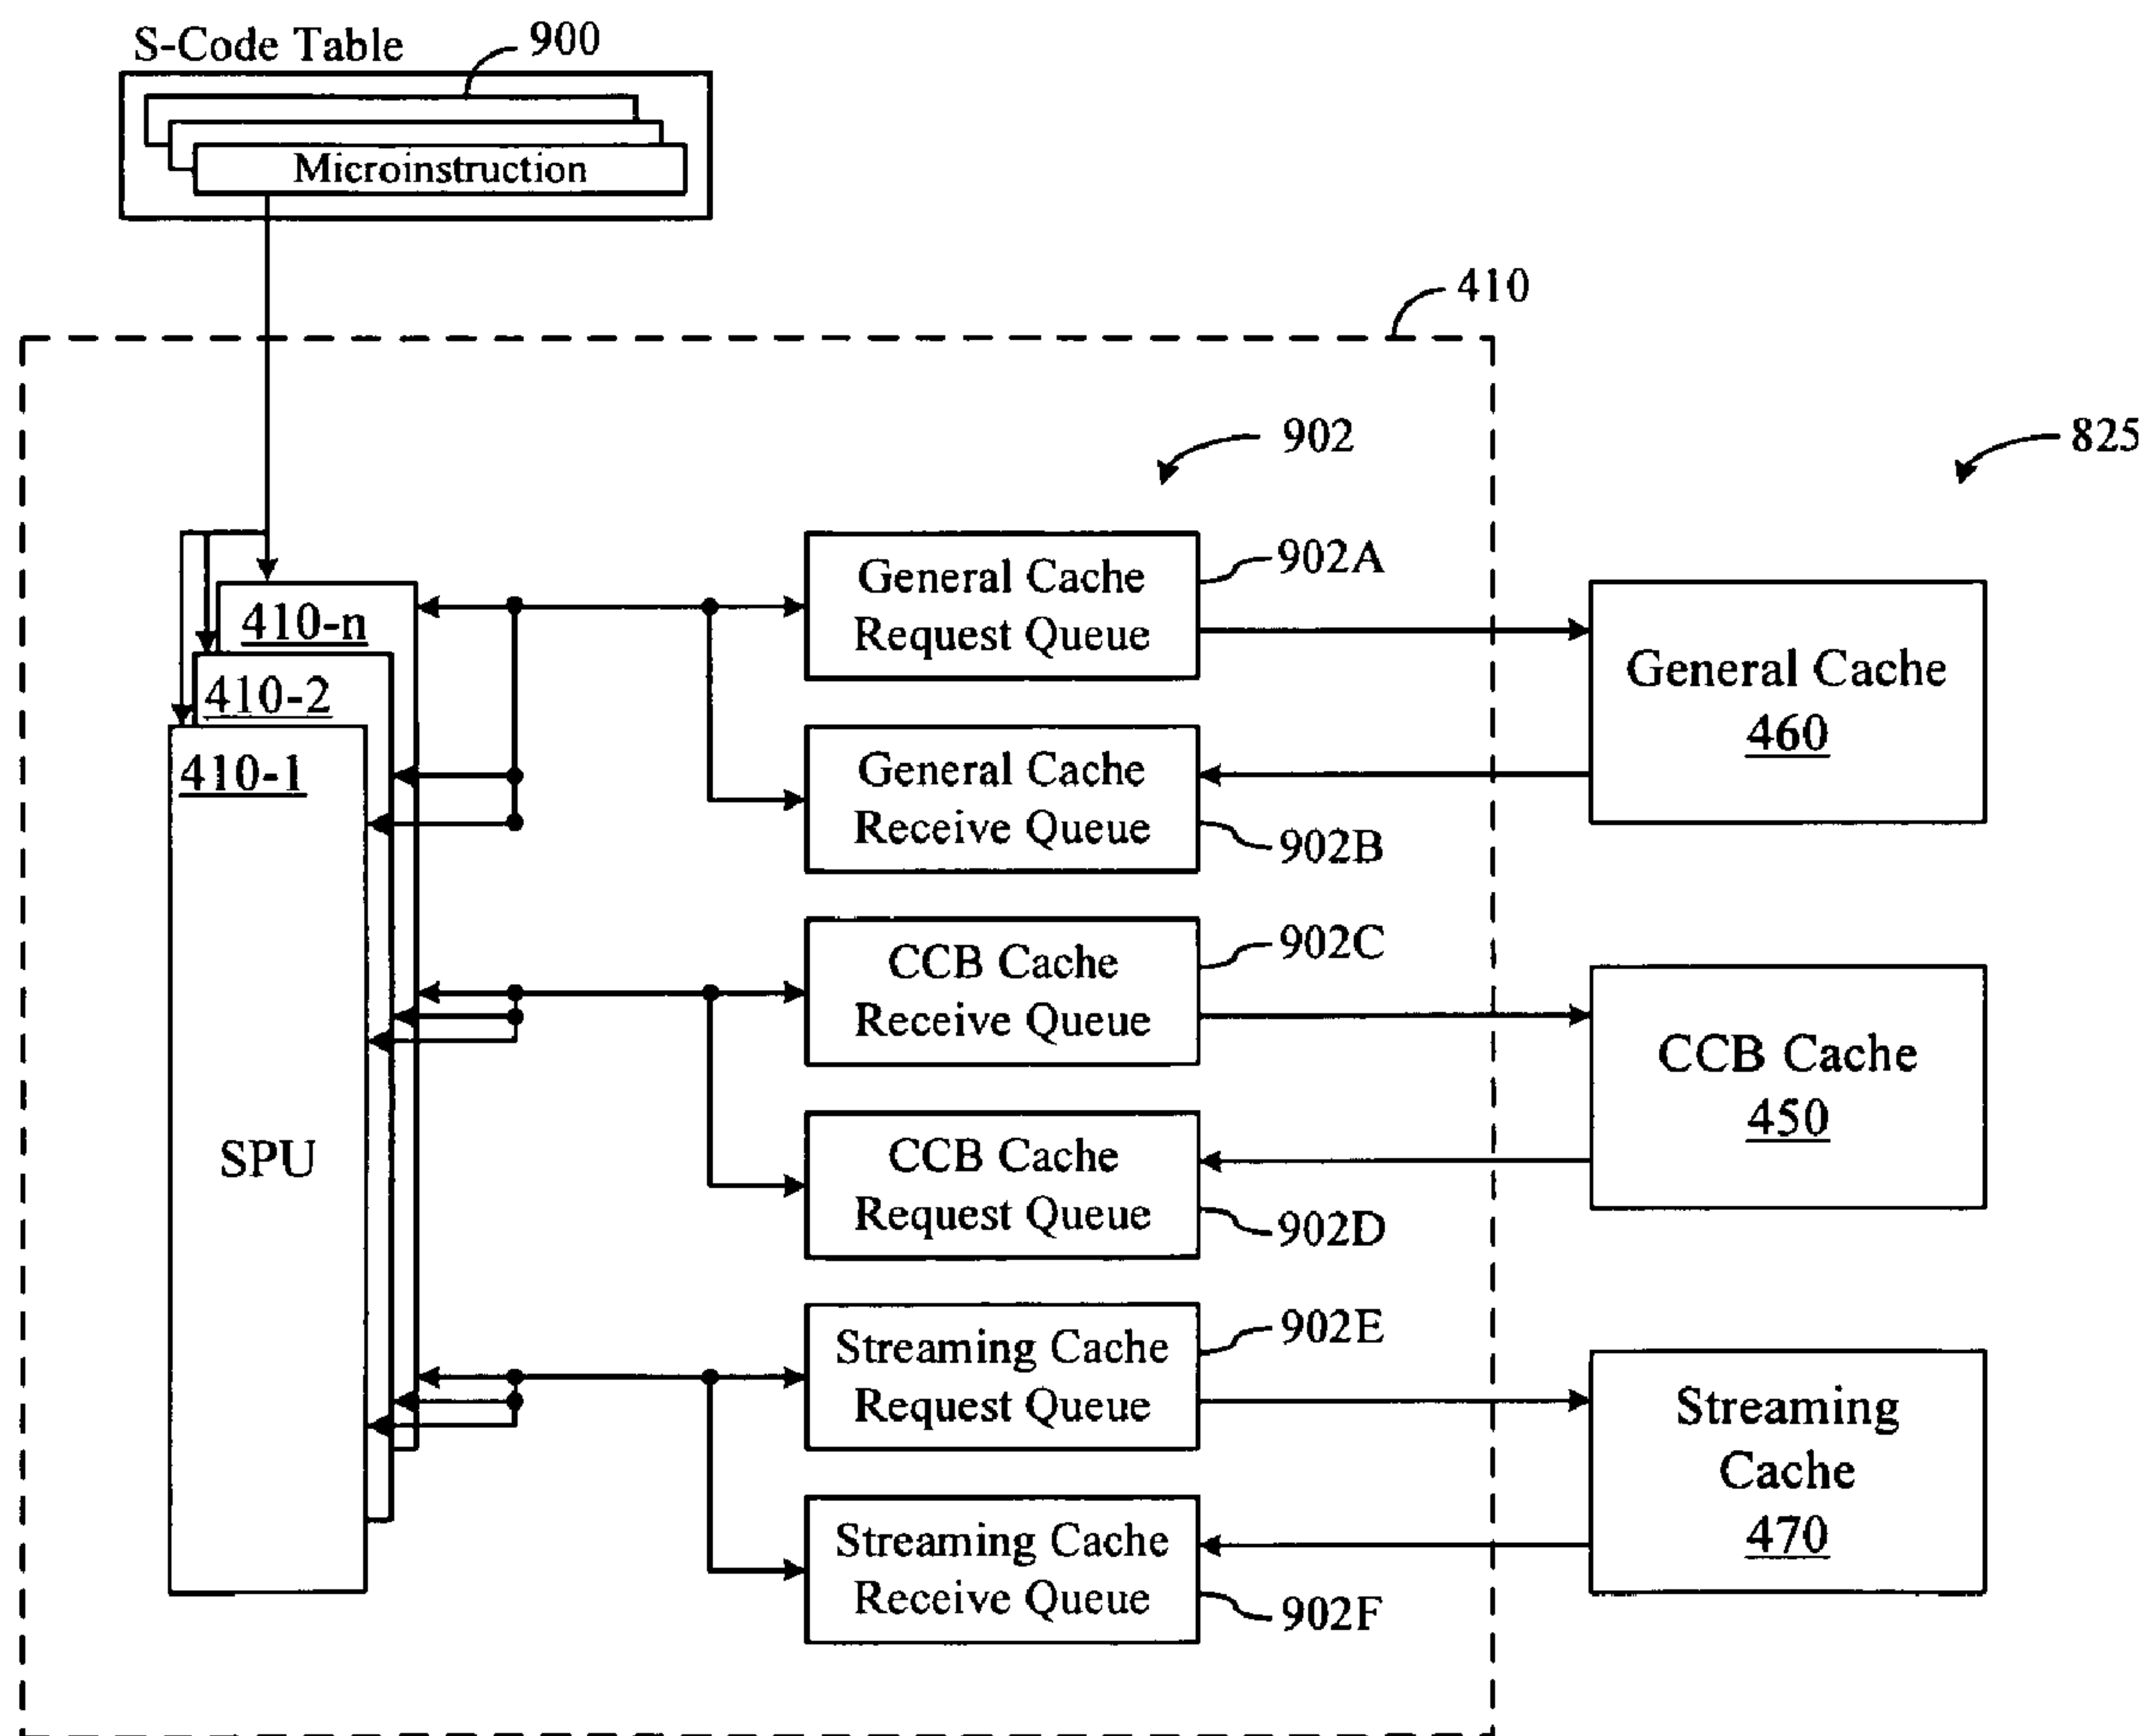 S-Code Table
900
Microinstruction
410
902
825
General Cache
Request Queue
902A
410-n
General Cache
460
410-2
General Cache
Receive Queue
902B
410-1
CCB Cache
Receive Queue
902C
CCB Cache
450
SPU
CCB Cache
Request Queue
902D
Streaming Cache
Request Queue
902E
Streaming
Cache
470
Streaming Cache
Receive Queue
902F